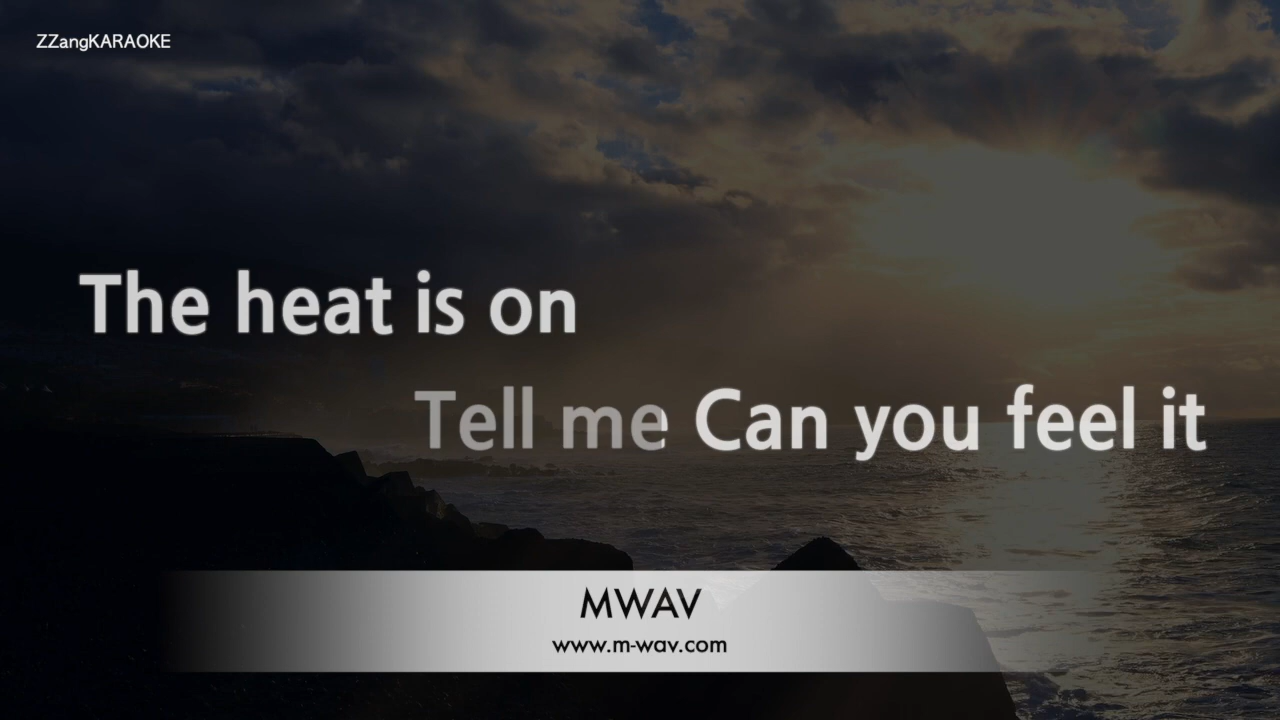 ZZangKARAOKE
The heat is on
Tell me Can you feel it
MWAV
www.m-wav.com